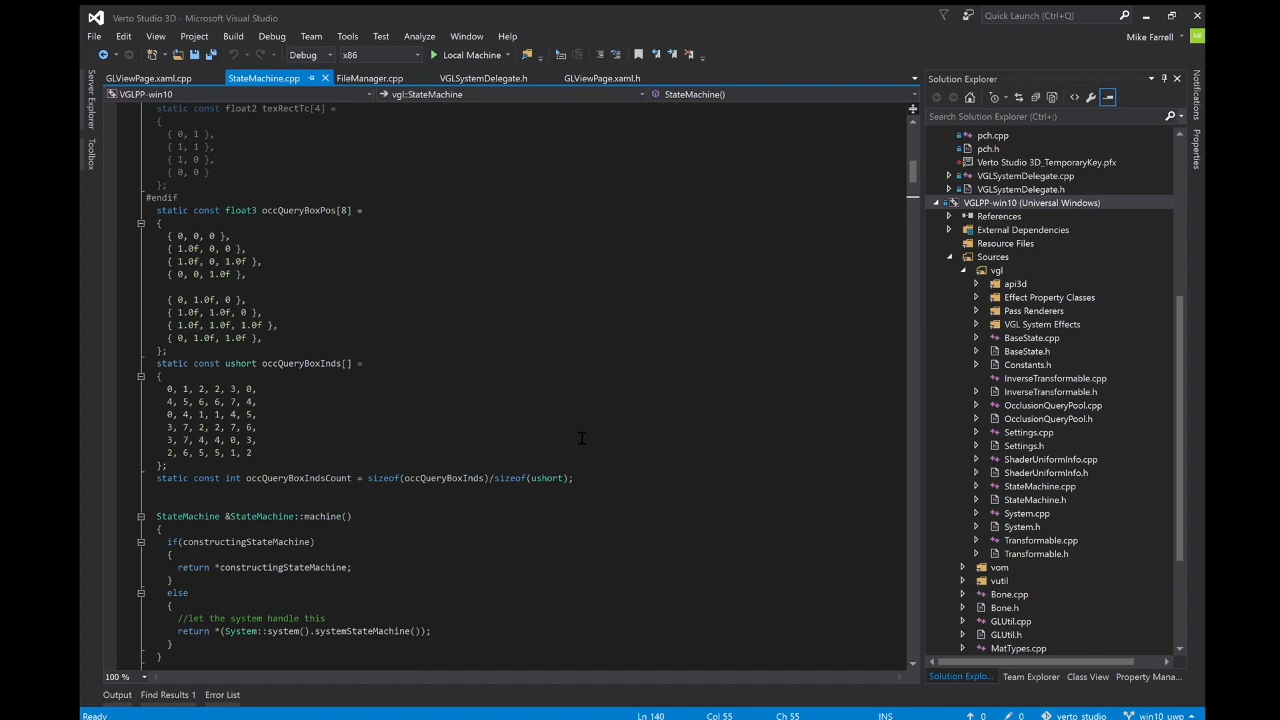 Verto Studio 3D - Microsoft Visual Studio
Quick Launch (Ctrl+Q)
File Edit View Project Build Debug Team Tools Test Analyze Window Help
Mike Farrell
MF
Debug x86 Local Machine
GLViewPage.xaml.cpp StateMachine.cpp FileManager.cpp VGLSystemDelegate.h GLViewPage.xaml.h
VGLPP-win10 vgl::StateMachine StateMachine()
Server Explorer
Toolbox
static const float2 texRectTc[4] =
{
{ 0, 1 },
{ 1, 1 },
{ 1, 0 },
{ 0, 0 }
};
#endif
static const float3 occQueryBoxPos[8] =
{
{ 0, 0, 0 },
{ 1.0f, 0, 0 },
{ 1.0f, 0, 1.0f },
{ 0, 0, 1.0f },
{ 0, 1.0f, 0 },
{ 1.0f, 1.0f, 0 },
{ 1.0f, 1.0f, 1.0f },
{ 0, 1.0f, 1.0f },
};
static const ushort occQueryBoxInds[] =
{
0, 1, 2, 2, 3, 0,
4, 5, 6, 6, 7, 4,
0, 4, 1, 1, 4, 5,
3, 7, 2, 2, 7, 6,
3, 7, 4, 4, 0, 3,
2, 6, 5, 5, 1, 2
};
static const int occQueryBoxIndsCount = sizeof(occQueryBoxInds)/sizeof(ushort);
StateMachine &StateMachine::machine()
{
if(constructingStateMachine)
{
return *constructingStateMachine;
}
else
{
//let the system handle this
return *(System::system().systemStateMachine());
}
}
100 %
Solution Explorer
Search Solution Explorer (Ctrl+;)
pch.cpp
pch.h
Verto Studio 3D_TemporaryKey.pfx
VGLSystemDelegate.cpp
VGLSystemDelegate.h
VGLPP-win10 (Universal Windows)
References
External Dependencies
Resource Files
Sources
vgl
api3d
Effect Property Classes
Pass Renderers
VGL System Effects
BaseState.cpp
BaseState.h
Constants.h
InverseTransformable.cpp
InverseTransformable.h
OcclusionQueryPool.cpp
OcclusionQueryPool.h
Settings.cpp
Settings.h
ShaderUniformInfo.cpp
ShaderUniformInfo.h
StateMachine.cpp
StateMachine.h
System.cpp
System.h
Transformable.cpp
Transformable.h
vom
vutil
Bone.cpp
Bone.h
GLUtil.cpp
GLUtil.h
MatTypes.cpp
Solution Explo... Team Explorer Class View Property Mana...
Notifications
Properties
Output Find Results 1 Error List
Ready Ln 140 Col 55 Ch 55 INS 0 0 verto_studio win10_uwp